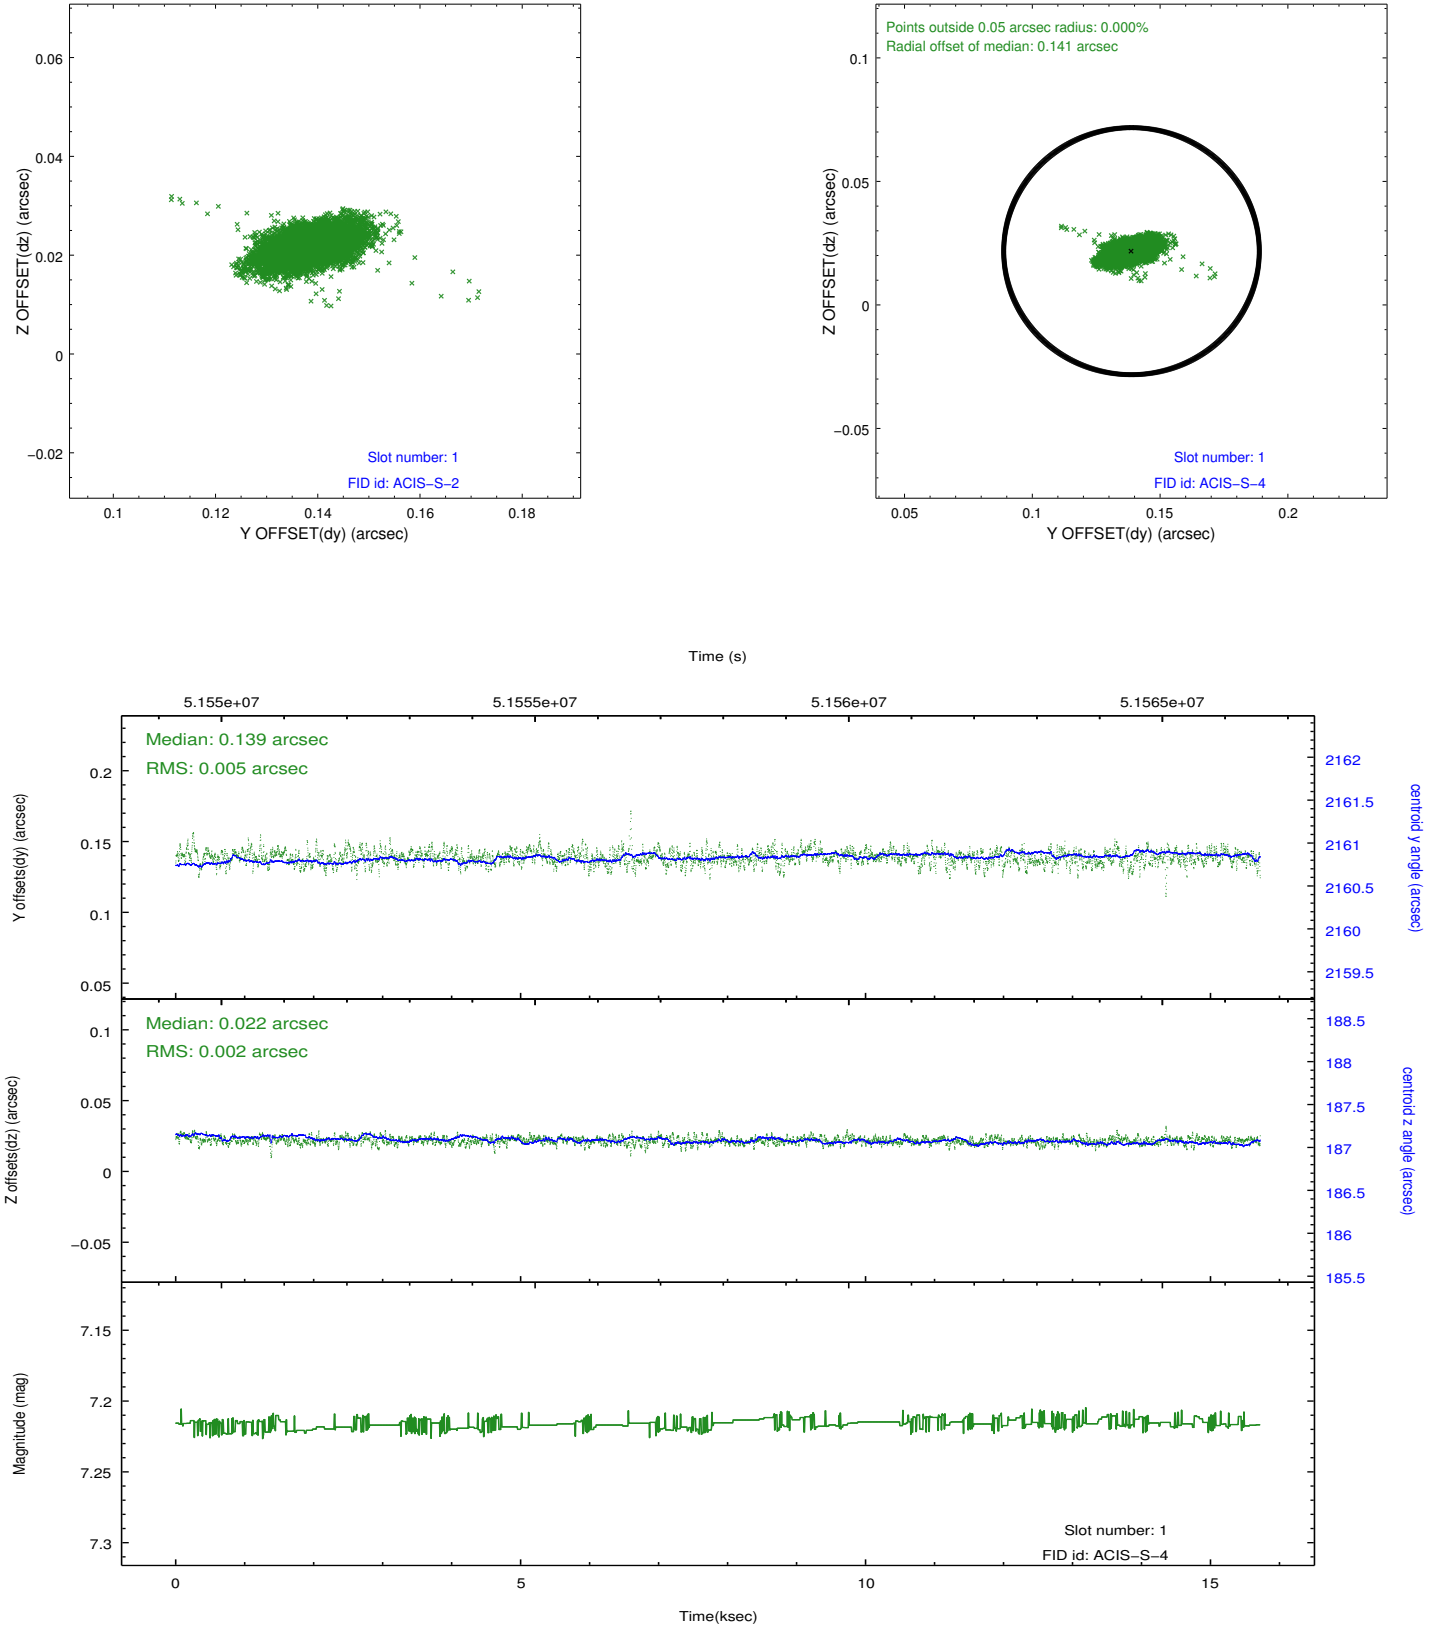 0.06
0.04
0.02
0
−0.02
Z OFFSET(dz) (arcsec)
Slot number: 1
FID id: ACIS−S−2
0.1
0.12
0.14
0.16
0.18
Y OFFSET(dy) (arcsec)
Points outside 0.05 arcsec radius: 0.000%
Radial offset of median: 0.141 arcsec
0.1
0.05
0
−0.05
Z OFFSET(dz) (arcsec)
Slot number: 1
FID id: ACIS−S−4
0.05
0.1
0.15
0.2
Y OFFSET(dy) (arcsec)
Time (s)
5.155e+07
5.1555e+07
5.156e+07
5.1565e+07
Median: 0.139 arcsec
RMS: 0.005 arcsec
0.2
0.15
0.1
0.05
Y offsets(dy) (arcsec)
2162
2161.5
2161
2160.5
2160
2159.5
centroid y angle (arcsec)
Median: 0.022 arcsec
RMS: 0.002 arcsec
0.1
0.05
0
−0.05
Z offsets(dz) (arcsec)
188.5
188
187.5
187
186.5
186
185.5
centroid z angle (arcsec)
7.15
7.2
7.25
7.3
Magnitude (mag)
Slot number: 1
FID id: ACIS−S−4
0
5
10
15
Time(ksec)